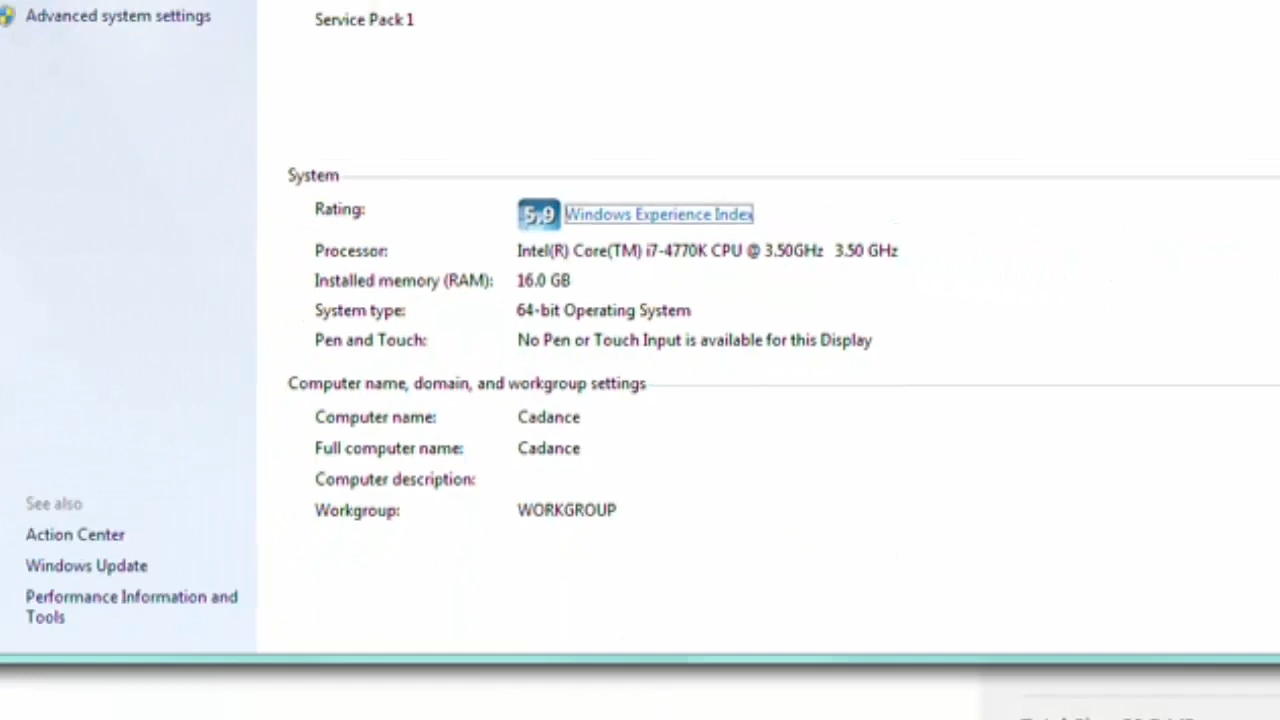 Advanced system settings
Service Pack 1
System
Rating: 5,9 Windows Experience Index
Processor: Intel(R) Core(TM) i7-4770K CPU @ 3.50GHz 3.50 GHz
Installed memory (RAM): 16.0 GB
System type: 64-bit Operating System
Pen and Touch: No Pen or Touch Input is available for this Display
Computer name, domain, and workgroup settings
Computer name: Cadance
Full computer name: Cadance
Computer description:
Workgroup: WORKGROUP
See also
Action Center
Windows Update
Performance Information and
Tools